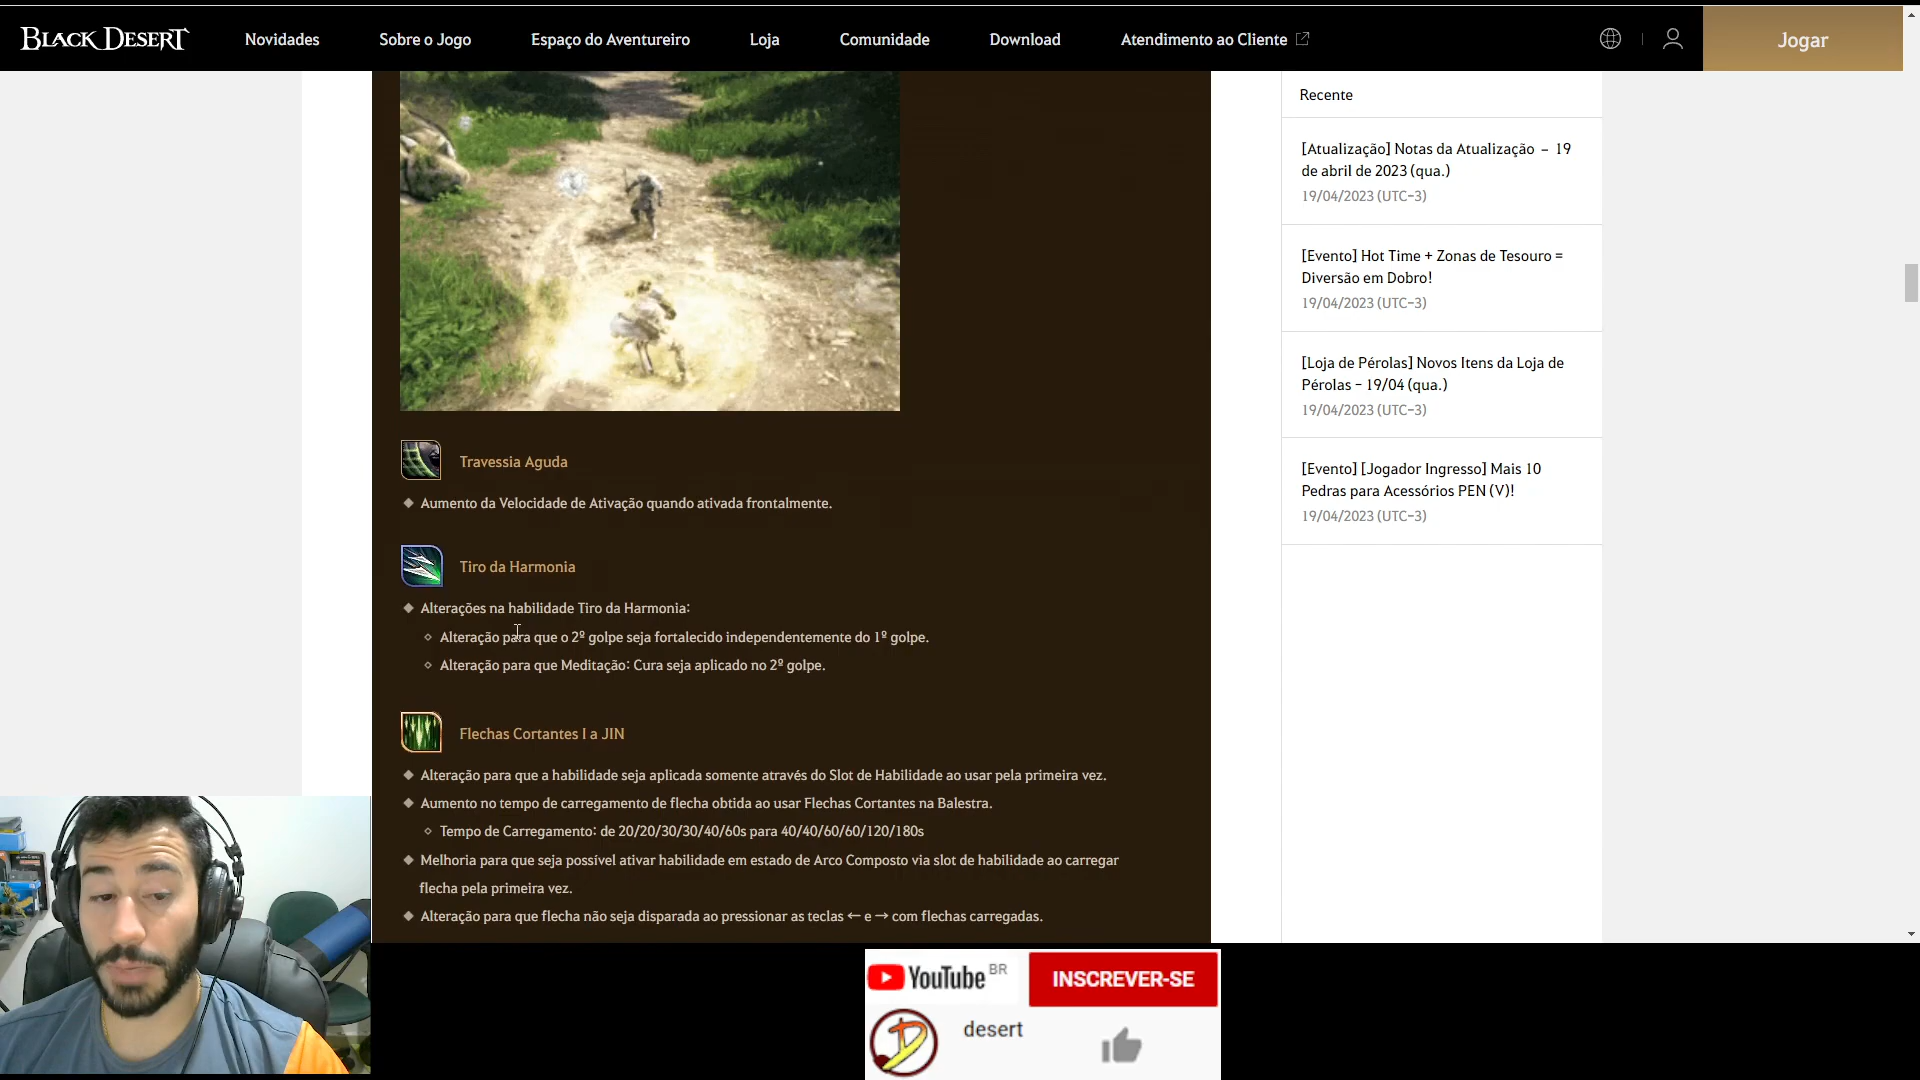 BLACK DESERT
Novidades
Sobre o Jogo
Espaço do Aventureiro
Loja
Comunidade
Download
Atendimento ao Cliente
Jogar
Travessia Aguda
Aumento da Velocidade de Ativação quando ativada frontalmente.
Tiro da Harmonia
Alterações na habilidade Tiro da Harmonia:
Alteração para que o 2º golpe seja fortalecido independentemente do 1º golpe.
Alteração para que Meditação: Cura seja aplicado no 2º golpe.
Flechas Cortantes I a JIN
Alteração para que a habilidade seja aplicada somente através do Slot de Habilidade ao usar pela primeira vez.
Aumento no tempo de carregamento de flecha obtida ao usar Flechas Cortantes na Balestra.
Tempo de Carregamento: de 20/20/30/30/40/60s para 40/40/60/60/120/180s
Melhoria para que seja possível ativar habilidade em estado de Arco Composto via slot de habilidade ao carregar
flecha pela primeira vez.
Alteração para que flecha não seja disparada ao pressionar as teclas ← e → com flechas carregadas.
Recente
[Atualização] Notas da Atualização – 19
de abril de 2023 (qua.)
19/04/2023 (UTC-3)
[Evento] Hot Time + Zonas de Tesouro =
Diversão em Dobro!
19/04/2023 (UTC-3)
[Loja de Pérolas] Novos Itens da Loja de
Pérolas - 19/04 (qua.)
19/04/2023 (UTC-3)
[Evento] [Jogador Ingresso] Mais 10
Pedras para Acessórios PEN (V)!
19/04/2023 (UTC-3)
YouTube BR
INSCREVER-SE
desert